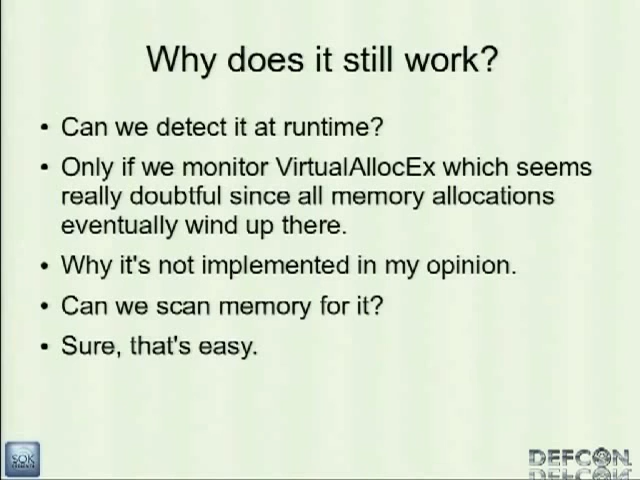 Why does it still work?
• Can we detect it at runtime?
• Only if we monitor VirtualAllocEx which seems
really doubtful since all memory allocations
eventually wind up there.
• Why it's not implemented in my opinion.
• Can we scan memory for it?
• Sure, that's easy.
SOK
DEFCON.